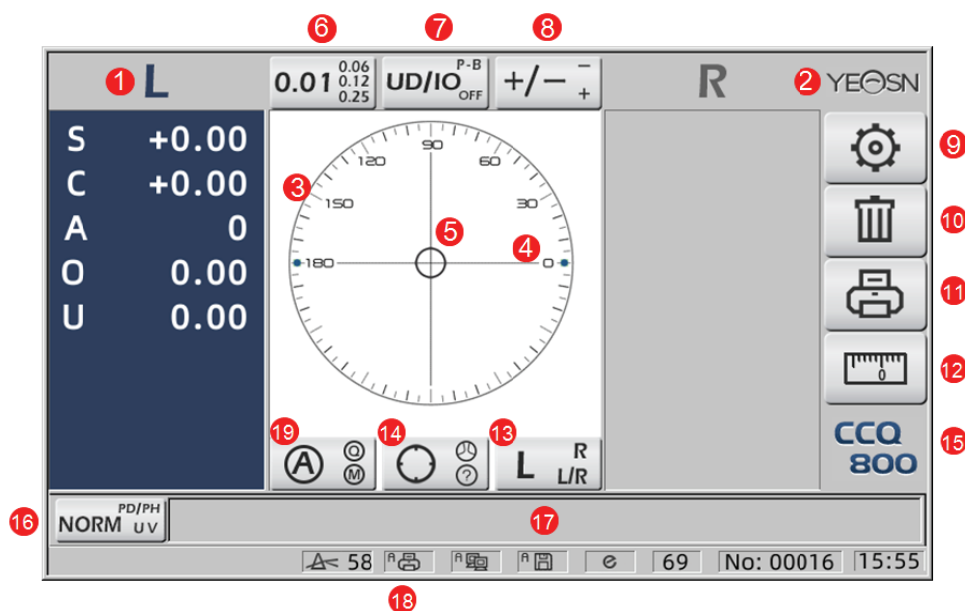 6 7 8
1 L
0.01 0.06 0.12 0.25
UD/IO P-B OFF
+/- - +
R
2 YEOSN
S +0.00
C +0.00
A 0
O 0.00
U 0.00
90
120 60
3 150 30
5
4
180 0
9
10
11
12 0
19 A Q M
14 ?
13 L R L/R
CCQ 15
800
16 NORM PD/PH UV
17
58 A A A e 69 No: 00016 15:55
18